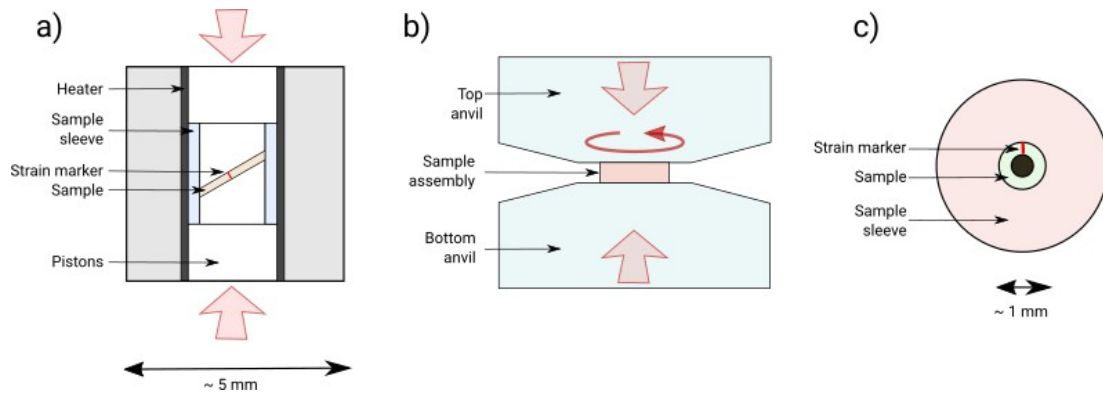 a)
Heater
Sample
sleeve
Strain marker
Sample
Pistons
~ 5 mm
b)
Top
anvil
Sample
assembly
Bottom
anvil
c)
Strain marker
Sample
Sample
sleeve
~ 1 mm